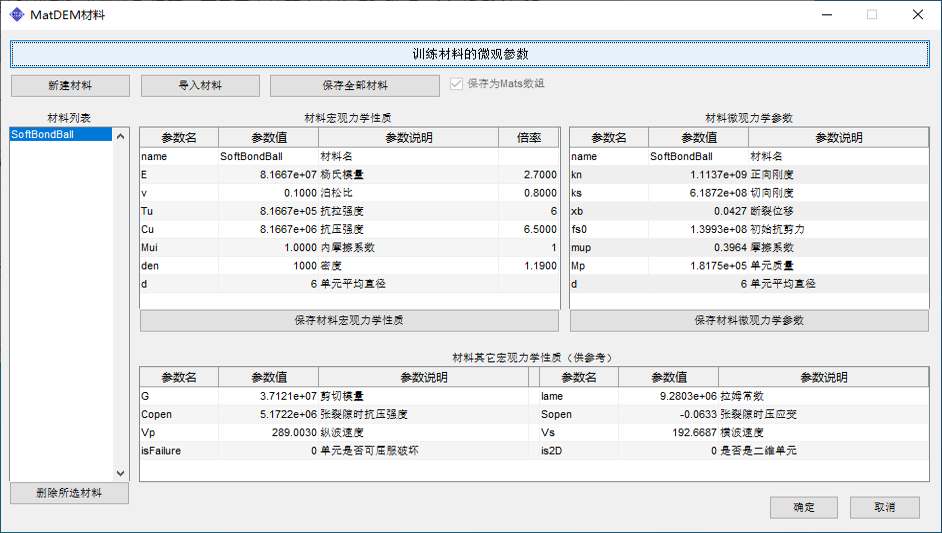 MatDEM材料
训练材料的微观参数
新建材料 导入材料 保存全部材料 保存为Mats数组
材料列表
SoftBondBall
删除所选材料
材料宏观力学性质
参数名 参数值 参数说明 倍率
name SoftBondBall 材料名
E 8.1667e+07 杨氏模量 2.7000
v 0.1000 泊松比 0.8000
Tu 8.1667e+05 抗拉强度 6
Cu 8.1667e+06 抗压强度 6.5000
Mui 1.0000 内摩擦系数 1
den 1000 密度 1.1900
d 6 单元平均直径
保存材料宏观力学性质
材料微观力学参数
参数名 参数值 参数说明
name SoftBondBall 材料名
kn 1.1137e+09 正向刚度
ks 6.1872e+08 切向刚度
xb 0.0427 断裂位移
fs0 1.3993e+08 初始抗剪力
mup 0.3964 摩擦系数
Mp 1.8175e+05 单元质量
d 6 单元平均直径
保存材料微观力学参数
材料其它宏观力学性质（供参考）
参数名 参数值 参数说明 参数名 参数值 参数说明
G 3.7121e+07 剪切模量 lame 9.2803e+06 拉姆常数
Copen 5.1722e+06 张裂隙时抗压强度 Sopen -0.0633 张裂隙时压应变
Vp 289.0030 纵波速度 Vs 192.6687 横波速度
isFailure 0 单元是否可屈服破坏 is2D 0 是否是二维单元
确定 取消